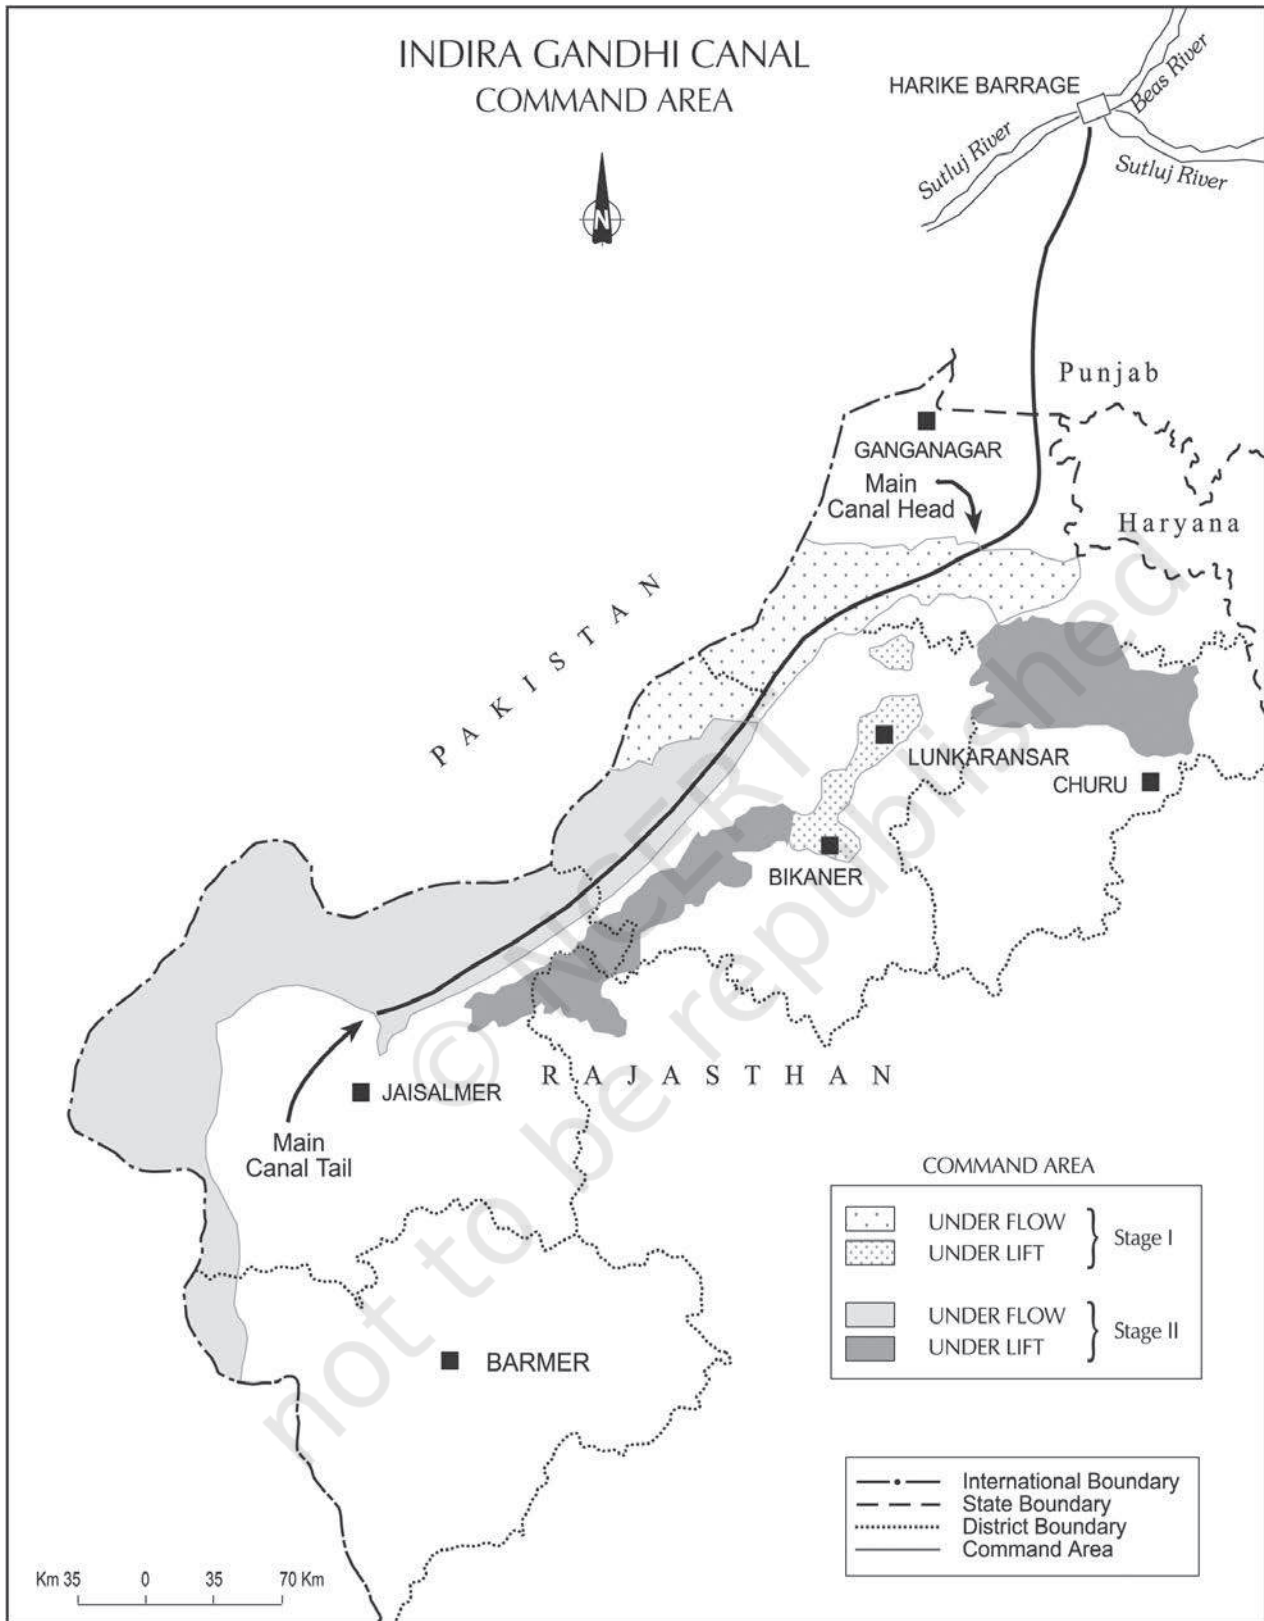 INDIRA GANDHI CANAL
COMMAND AREA
HARIKE BARRAGE
Beas River
Sutluj River
Sutluj River
N
Punjab
GANGANAGAR
Main
Canal Head
Haryana
PAKISTAN
LUNKARANSAR
CHURU
BIKANER
RAJASTHAN
JAISALMER
Main
Canal Tail
BARMER
COMMAND AREA
UNDER FLOW
UNDER LIFT
Stage I
UNDER FLOW
UNDER LIFT
Stage II
International Boundary
State Boundary
District Boundary
Command Area
Km 35 0 35 70 Km
© NCERT
not to be republished